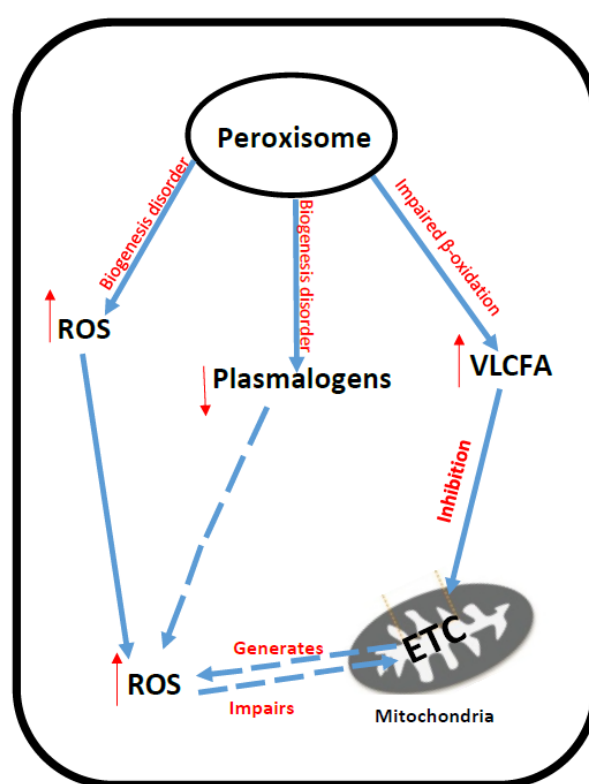 Peroxisome
Biogenesis disorder
Biogenesis disorder
Impaired β-oxidation
ROS
Plasmalogens
VLCFA
Inhibition
ETC
Generates
ROS
Impairs
Mitochondria